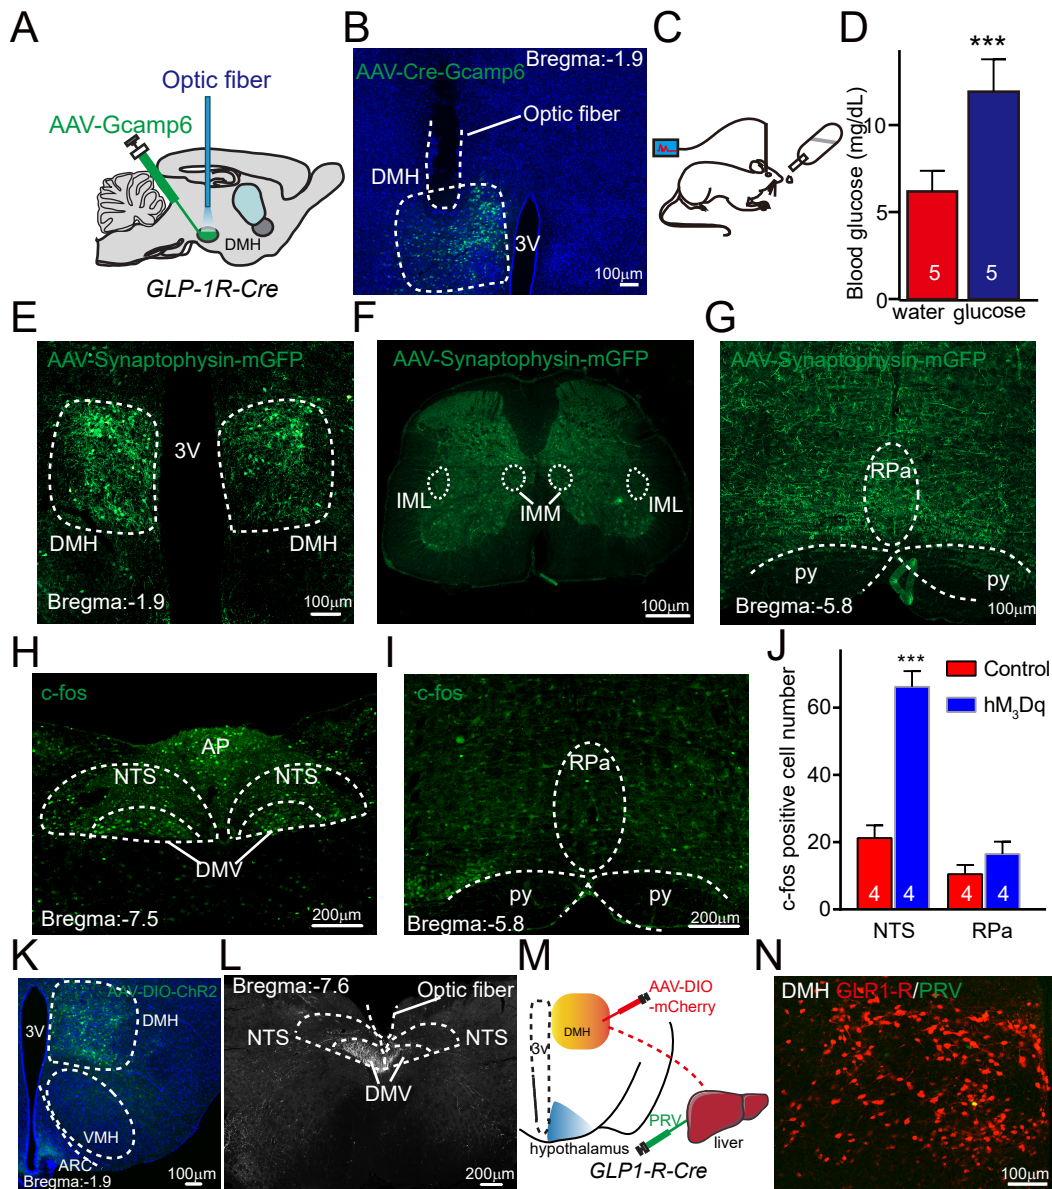 A
Optic fiber
AAV-Gcamp6
DMH
GLP-1R-Cre
B
AAV-Cre-Gcamp6
Bregma:-1.9
Optic fiber
DMH
3V
100μm
C
D
***
Blood glucose (mg/dL)
10
5
0
5
5
water
glucose
E
AAV-Synaptophysin-mGFP
3V
DMH
DMH
Bregma:-1.9
100μm
F
AAV-Synaptophysin-mGFP
IML
IMM
IML
100μm
G
AAV-Synaptophysin-mGFP
RPa
py
py
Bregma:-5.8
100μm
H
c-fos
AP
NTS
NTS
DMV
Bregma:-7.5
200μm
I
c-fos
RPa
py
py
Bregma:-5.8
200μm
J
***
Control
hM3Dq
c-fos positive cell number
60
40
20
0
4
4
4
4
NTS
RPa
K
AAV-DIO-ChR2
3V
DMH
VMH
ARC
Bregma:-1.9
100μm
L
Bregma:-7.6
Optic fiber
NTS
NTS
DMV
200μm
M
AAV-DIO
-mCherry
DMH
3v
PRV
hypothalamus
liver
GLP1-R-Cre
N
DMH GLP1-R/PRV
100μm